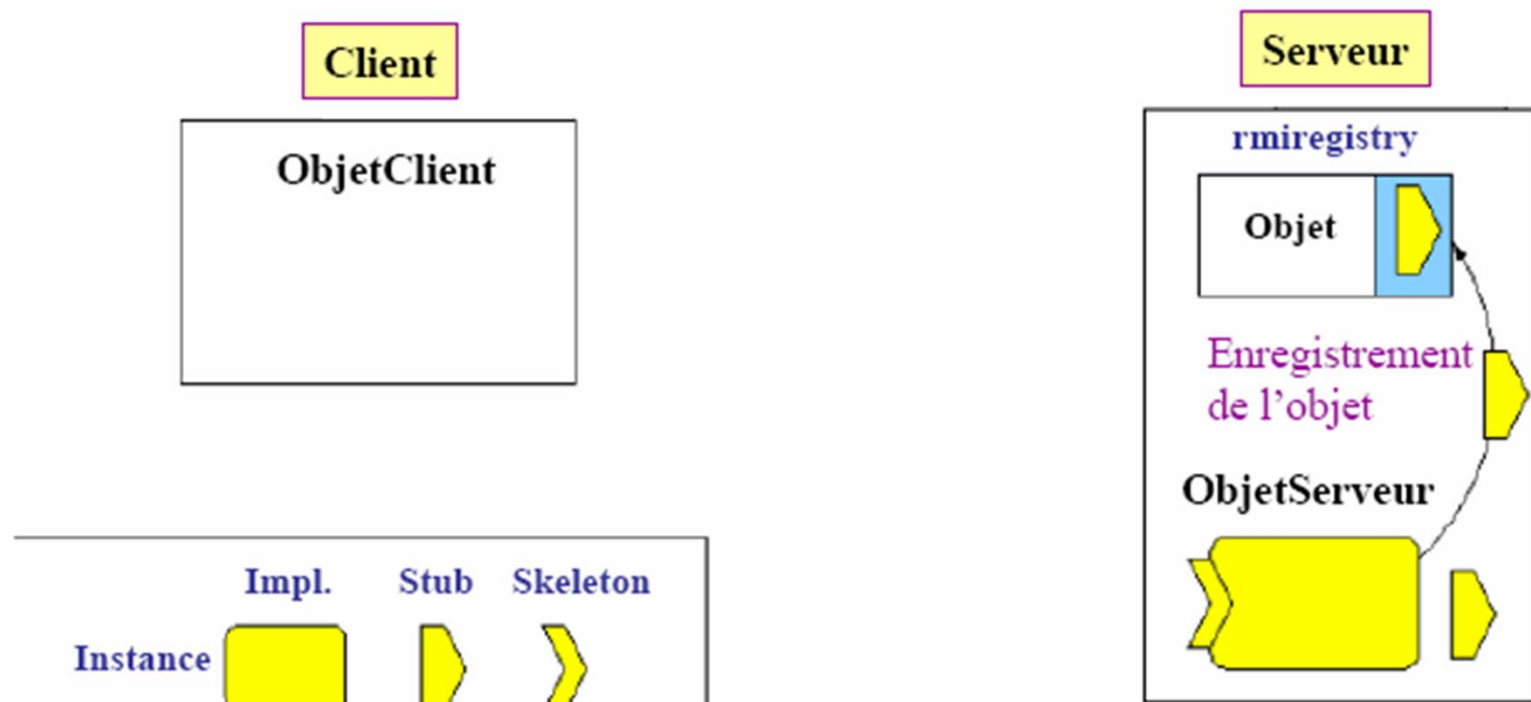 Client
Serveur
ObjetClient
rmiregistry
Objet
Enregistrement
de l’objet
ObjetServeur
Impl. Stub Skeleton
Instance